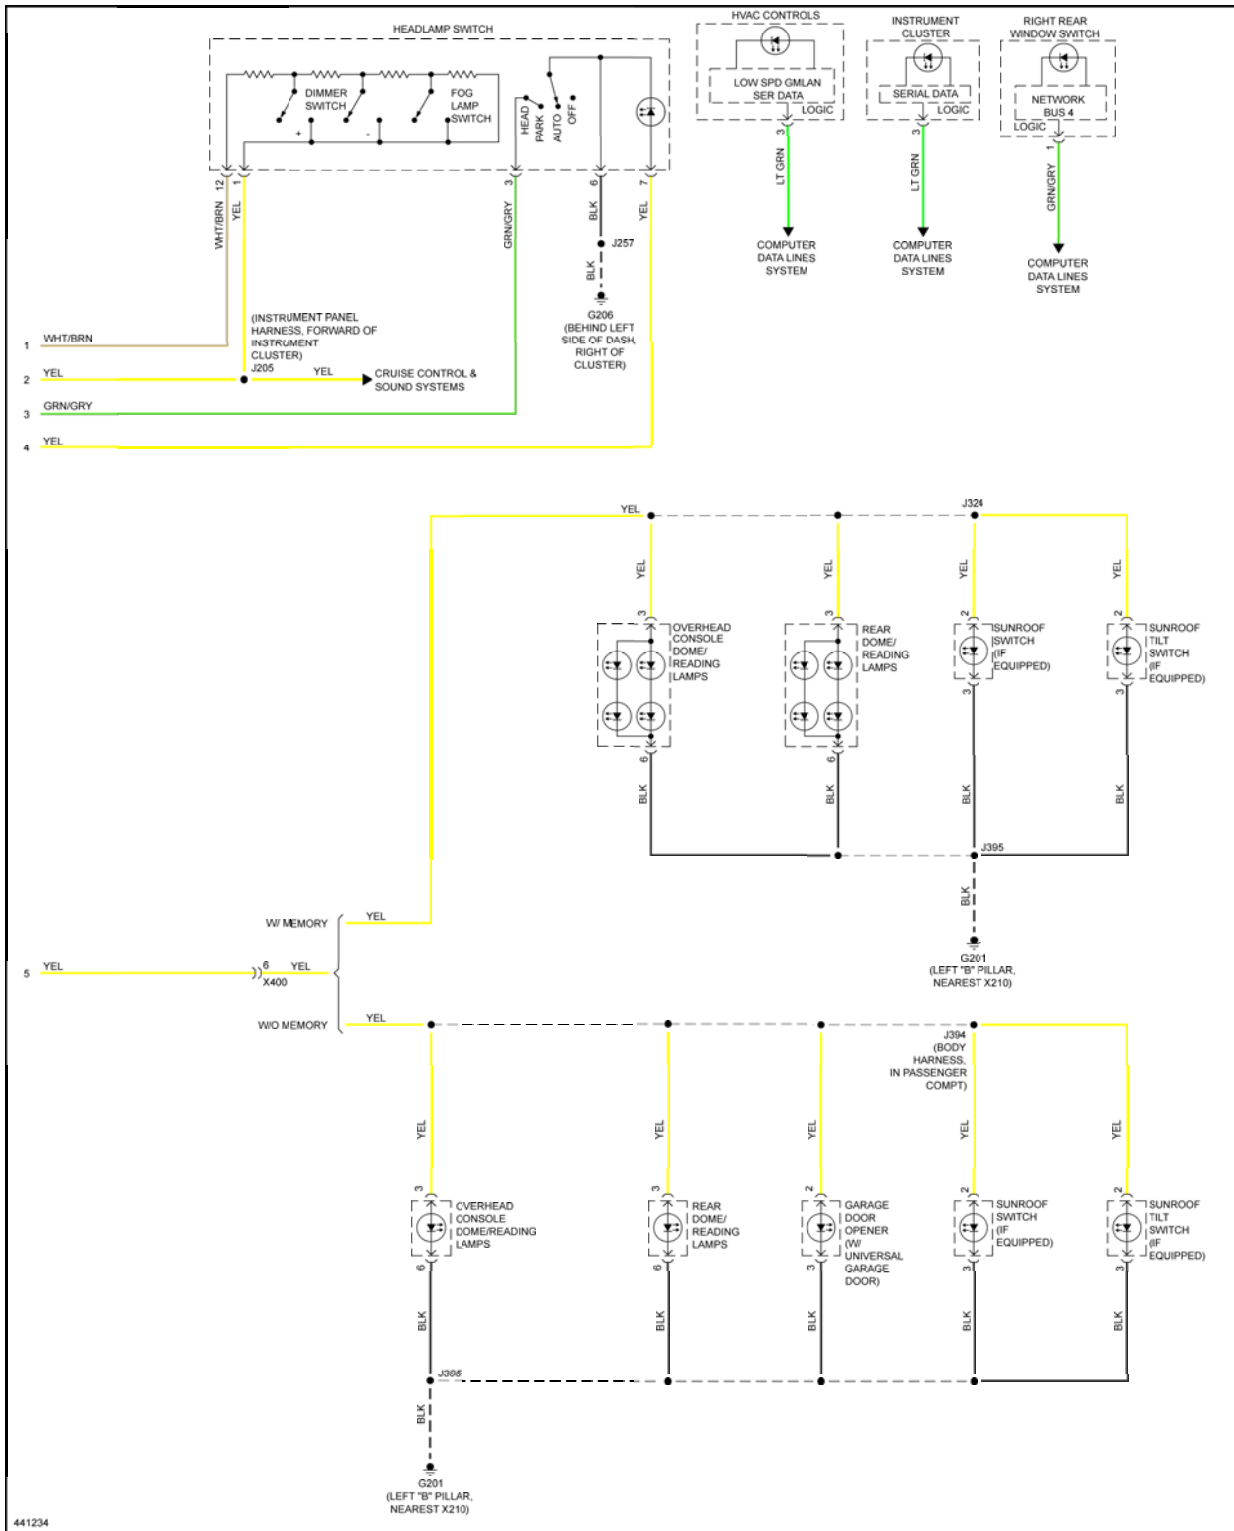 HEADLAMP SWITCH
HVAC CONTROLS
INSTRUMENT
CLUSTER
RIGHT REAR
WINDOW SWITCH
DIMMER
SWITCH
FOG
LAMP
SWITCH
+
-
HEAD
PARK
AUTO
OFF
LOW SPD GMLAN
SER DATA
LOGIC
SERIAL DATA
LOGIC
NETWORK
BUS 4
LOGIC
12
1
3
6
7
3
3
1
WHT/BRN
YEL
GRN/GRY
BLK
YEL
LT GRN
LT GRN
GRN/GRY
J257
BLK
COMPUTER
DATA LINES
SYSTEM
COMPUTER
DATA LINES
SYSTEM
COMPUTER
DATA LINES
SYSTEM
G206
(BEHIND LEFT
SIDE OF DASH,
RIGHT OF
CLUSTER)
(INSTRUMENT PANEL
HARNESS, FORWARD OF
INSTRUMENT
CLUSTER)
J205
1 WHT/BRN
2 YEL
YEL
CRUISE CONTROL &
SOUND SYSTEMS
3 GRN/GRY
4 YEL
YEL
J324
YEL
YEL
YEL
YEL
3
3
2
2
OVERHEAD
CONSOLE
DOME/
READING
LAMPS
REAR
DOME/
READING
LAMPS
SUNROOF
SWITCH
(IF
EQUIPPED)
SUNROOF
TILT
SWITCH
(IF
EQUIPPED)
6
6
3
3
BLK
BLK
BLK
BLK
J395
BLK
G201
(LEFT "B" PILLAR,
NEAREST X210)
W/ MEMORY
YEL
5 YEL
6
X400
YEL
W/O MEMORY
YEL
J394
(BODY
HARNESS,
IN PASSENGER
COMPT)
YEL
YEL
YEL
YEL
YEL
3
3
2
2
2
OVERHEAD
CONSOLE
DOME/READING
LAMPS
REAR
DOME/
READING
LAMPS
GARAGE
DOOR
OPENER
(W/
UNIVERSAL
GARAGE
DOOR)
SUNROOF
SWITCH
(IF
EQUIPPED)
SUNROOF
TILT
SWITCH
(IF
EQUIPPED)
6
6
3
3
3
BLK
BLK
BLK
BLK
BLK
J395
BLK
G201
(LEFT "B" PILLAR,
NEAREST X210)
441234